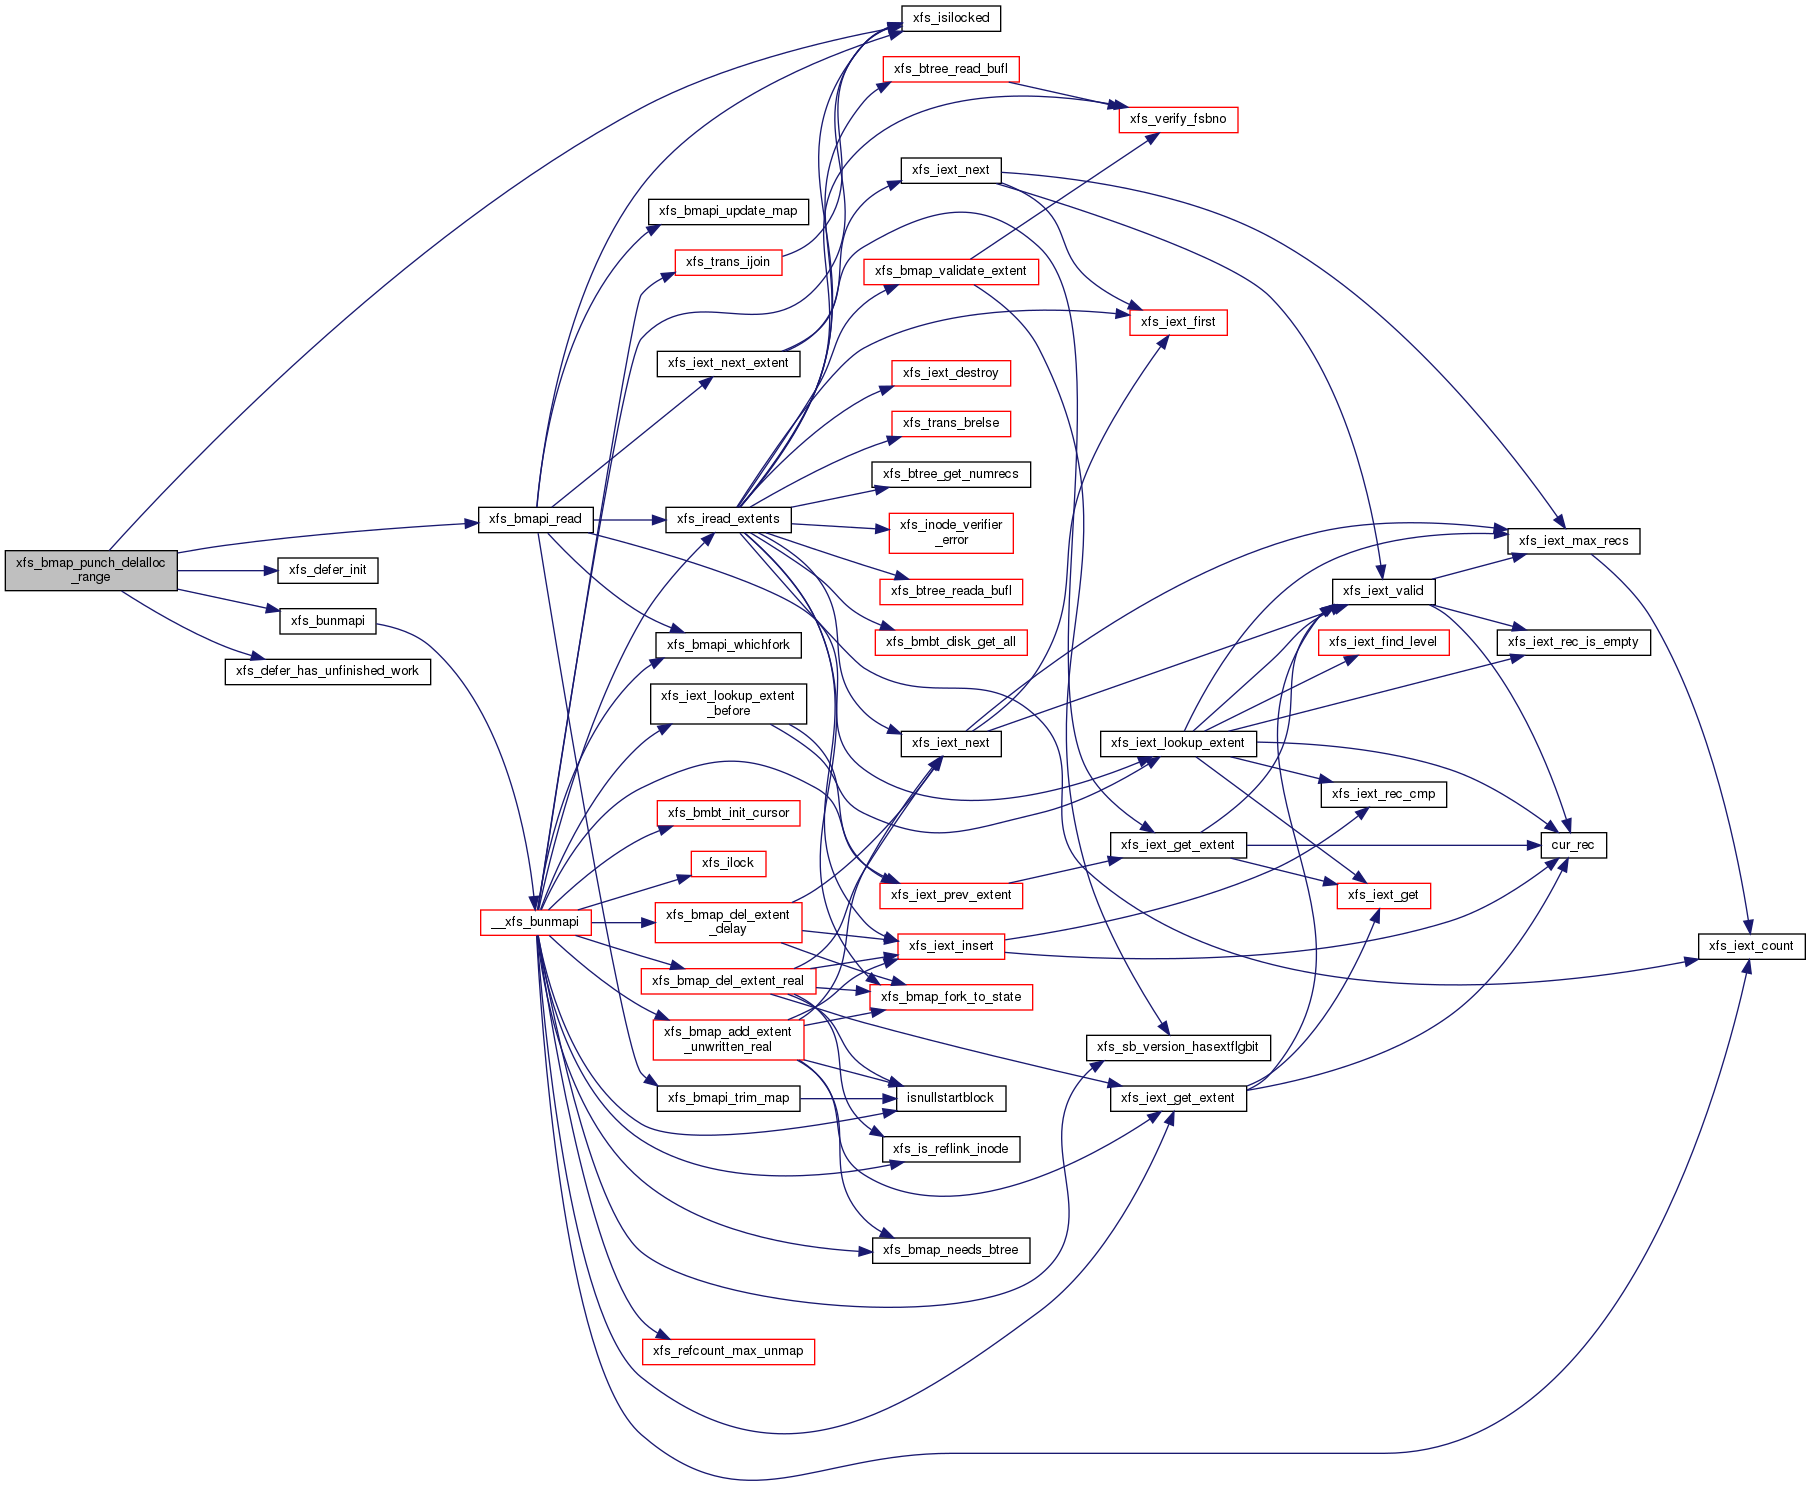 xfs_isilocked
xfs_btree_read_bufl
xfs_verify_fsbno
xfs_iext_next
xfs_bmapi_update_map
xfs_trans_ijoin
xfs_bmap_validate_extent
xfs_iext_first
xfs_iext_next_extent
xfs_iext_destroy
xfs_trans_brelse
xfs_btree_get_numrecs
xfs_bmapi_read
xfs_iread_extents
xfs_inode_verifier
_error
xfs_iext_max_recs
xfs_bmap_punch_delalloc
_range
xfs_defer_init
xfs_btree_reada_bufl
xfs_iext_valid
xfs_bunmapi
xfs_bmapi_whichfork
xfs_bmbt_disk_get_all
xfs_iext_find_level
xfs_iext_rec_is_empty
xfs_defer_has_unfinished_work
xfs_iext_lookup_extent
_before
xfs_iext_next
xfs_iext_lookup_extent
xfs_iext_rec_cmp
xfs_bmbt_init_cursor
xfs_iext_get_extent
cur_rec
xfs_ilock
xfs_iext_prev_extent
xfs_iext_get
__xfs_bunmapi
xfs_bmap_del_extent
_delay
xfs_iext_insert
xfs_iext_count
xfs_bmap_del_extent_real
xfs_bmap_fork_to_state
xfs_bmap_add_extent
_unwritten_real
xfs_sb_version_hasextflgbit
xfs_bmapi_trim_map
isnullstartblock
xfs_iext_get_extent
xfs_is_reflink_inode
xfs_bmap_needs_btree
xfs_refcount_max_unmap